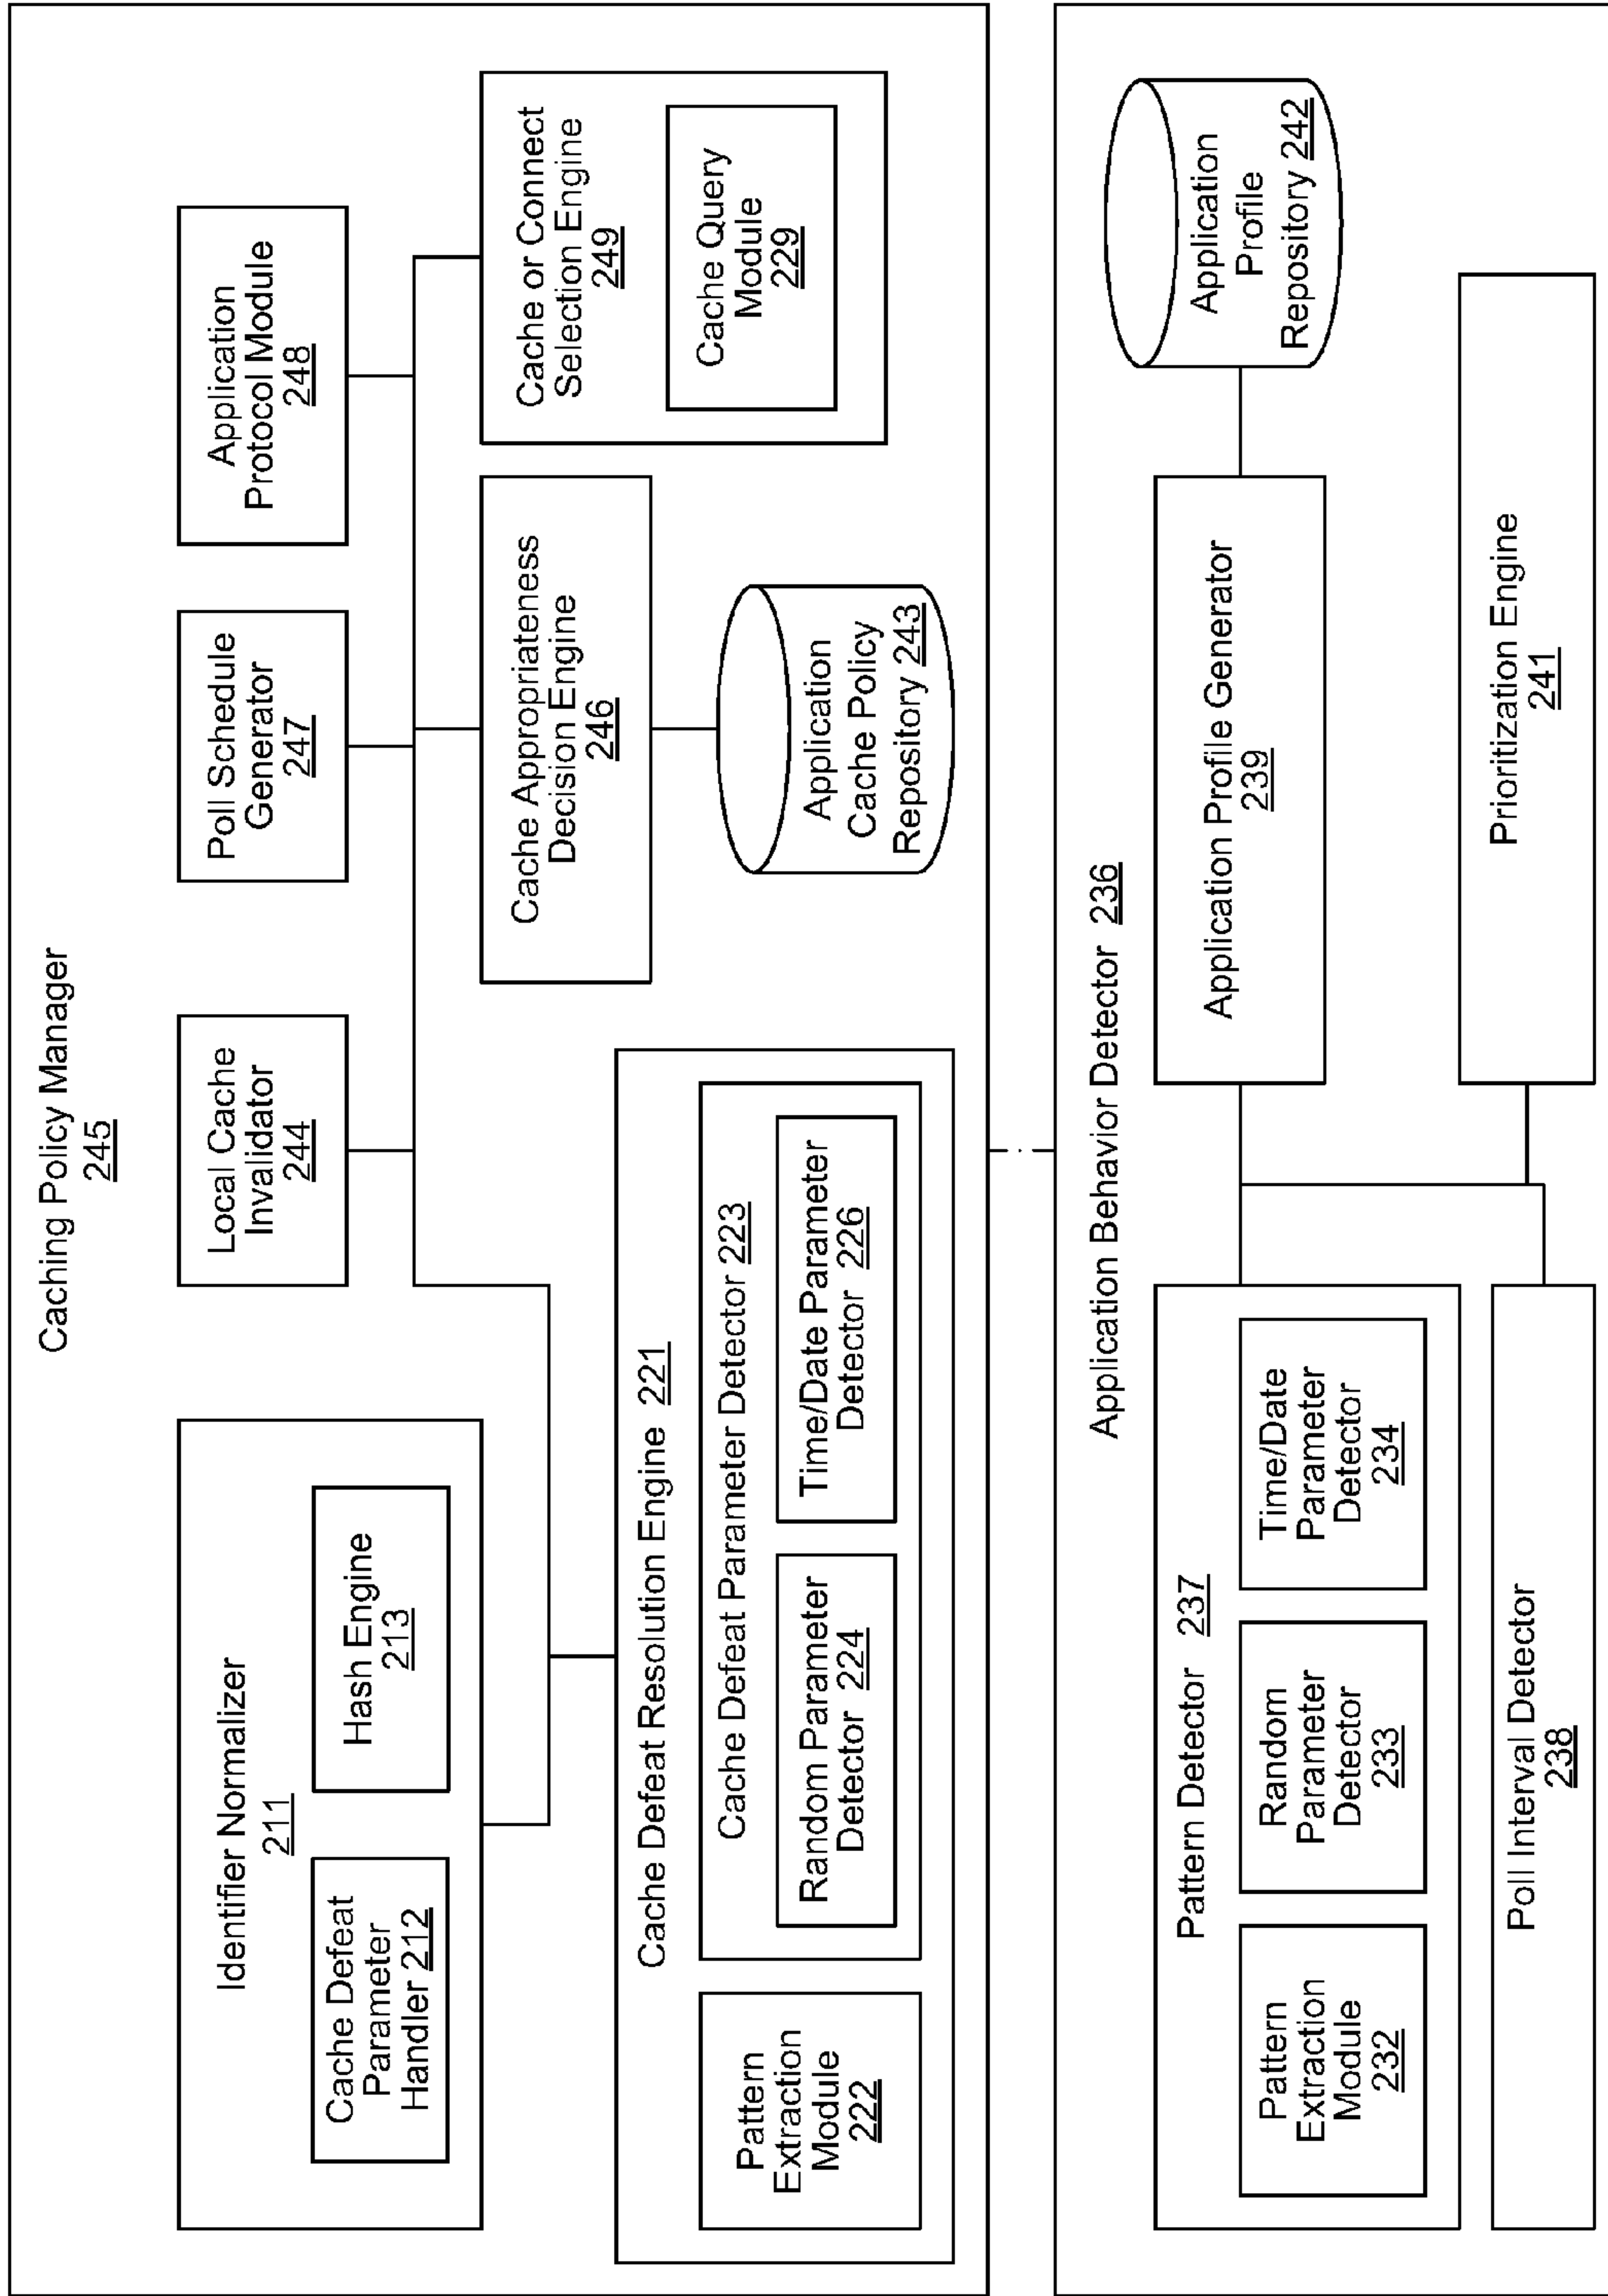 Caching Policy Manager
245
Identifier Normalizer
211
Cache Defeat
Parameter
Handler 212
Hash Engine
213
Local Cache
Invalidator
244
Poll Schedule
Generator
247
Application
Protocol Module
248
Cache Defeat Resolution Engine 221
Pattern
Extraction
Module
222
Cache Defeat Parameter Detector 223
Random Parameter
Detector 224
Time/Date Parameter
Detector 226
Cache Appropriateness
Decision Engine
246
Application
Cache Policy
Repository 243
Cache or Connect
Selection Engine
249
Cache Query
Module
229
Application Behavior Detector 236
Pattern Detector 237
Pattern
Extraction
Module
232
Random
Parameter
Detector
233
Time/Date
Parameter
Detector
234
Poll Interval Detector
238
Application Profile Generator
239
Application
Profile
Repository 242
Prioritization Engine
241